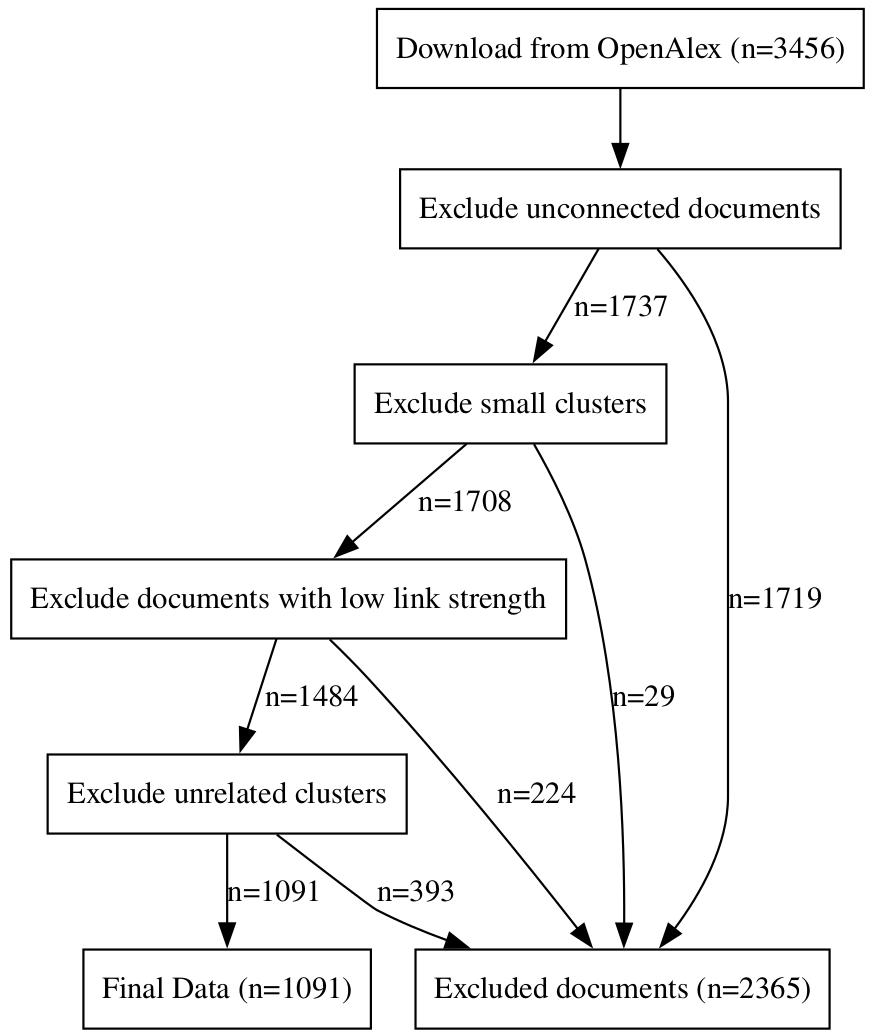 Download from OpenAlex (n=3456)
Exclude unconnected documents
n=1737
Exclude small clusters
n=1708
Exclude documents with low link strength
n=1719
n=1484
n=29
Exclude unrelated clusters
n=224
n=1091
n=393
Final Data (n=1091)
Excluded documents (n=2365)